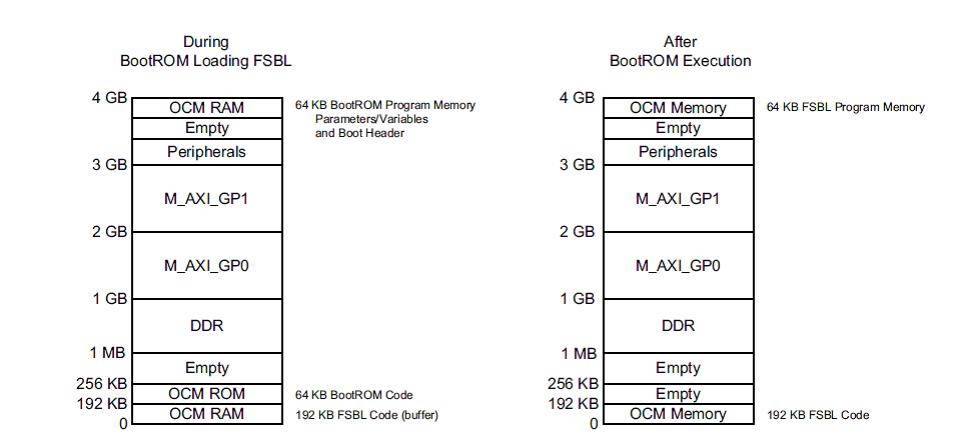 During
BootROM Loading FSBL
4 GB
OCM RAM
64 KB BootROM Program Memory
Parameters/Variables
and Boot Header
Empty
Peripherals
3 GB
M_AXI_GP1
2 GB
M_AXI_GP0
1 GB
DDR
1 MB
Empty
256 KB
OCM ROM
64 KB BootROM Code
192 KB
OCM RAM
192 KB FSBL Code (buffer)
0
After
BootROM Execution
4 GB
OCM Memory
64 KB FSBL Program Memory
Empty
Peripherals
3 GB
M_AXI_GP1
2 GB
M_AXI_GP0
1 GB
DDR
1 MB
Empty
256 KB
Empty
192 KB
OCM Memory
192 KB FSBL Code
0